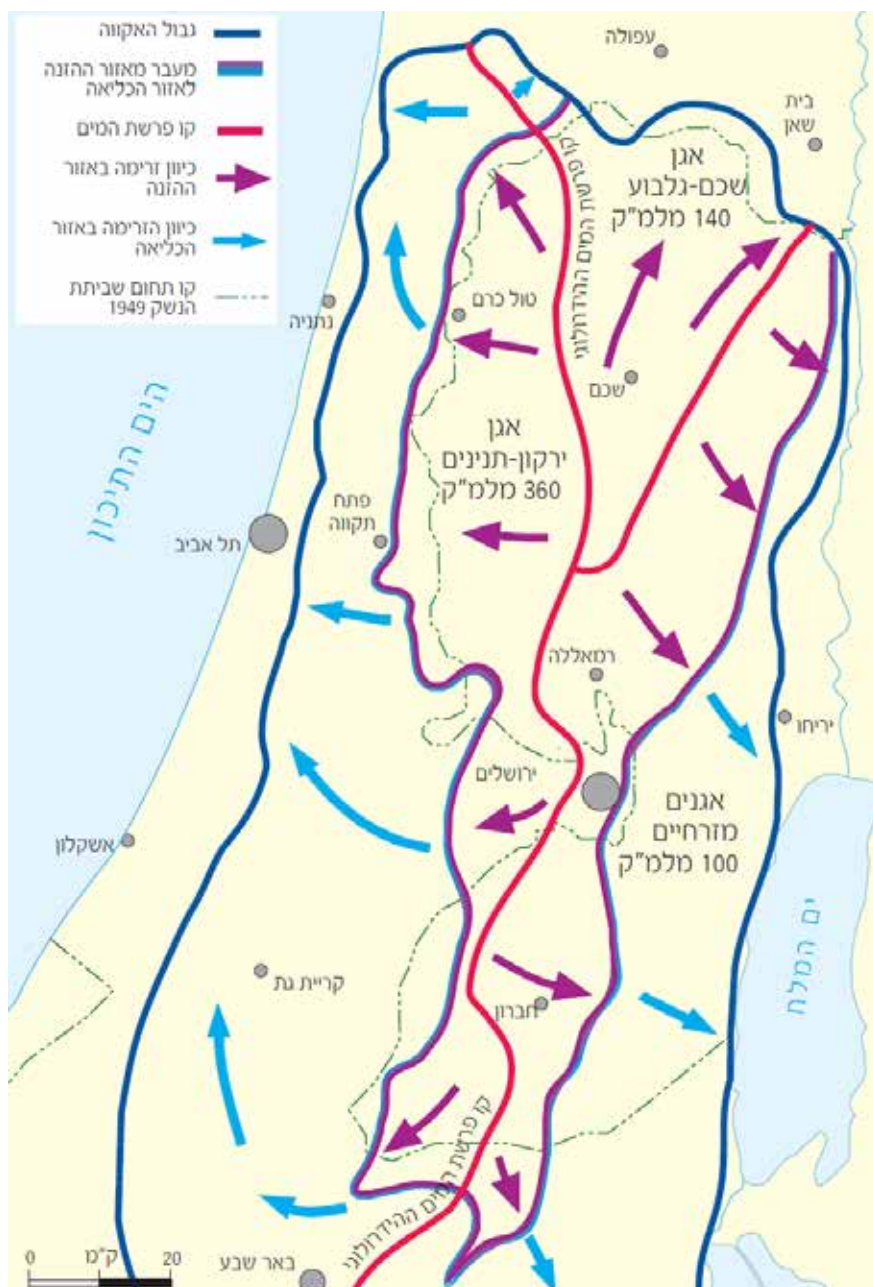 גבול האקווה
מעבר מאזור ההזנה
לאזור הכליאה
קו פרשת המים
כיוון זרימה באזור
ההזנה
כיוון הזרימה באזור
הכליאה
קו תחום שביתת
הנשק 1949
עפולה
בית
שאן
אגן
שכם-גלבוע
140 מלמ"ק
קו פרשת המים ההידרולוגי
נתניה
טול כרם
שכם
הים התיכון
אגן
ירקון-תנינים
360 מלמ"ק
פתח
תקווה
תל אביב
רמאללה
יריחו
ירושלים
אגנים
מזרחיים
100 מלמ"ק
אשקלון
ים המלח
קריית גת
חברון
קו פרשת המים ההידרולוגי
באר שבע
0 ק"מ 20